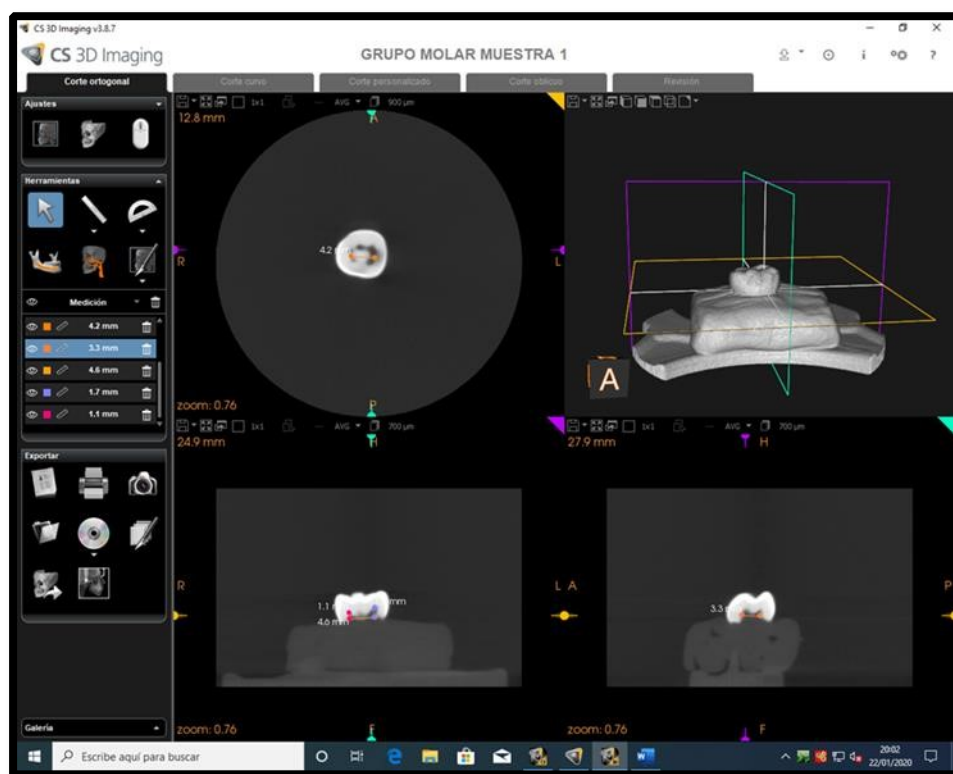 CS 3D Imaging v3.8.7
CS 3D Imaging
GRUPO MOLAR MUESTRA 1
Corte ortogonal
Corte curvo
Corte personalizado
Corte oblicuo
Revisión
Ajustes
Herramientas
Medición
4.2 mm
3.3 mm
4.6 mm
1.7 mm
1.1 mm
Exportar
Galería
1x1
AVG
900 µm
12.8 mm
A
4.2
R
L
P
zoom: 0.76
A
1x1
AVG
700 µm
24.9 mm
H
R
L
1.1
mm
4.6 mm
zoom: 0.76
F
1x1
AVG
700 µm
27.9 mm
H
A
P
3.3
zoom: 0.76
F
Escribe aquí para buscar
20:02
22/01/2020